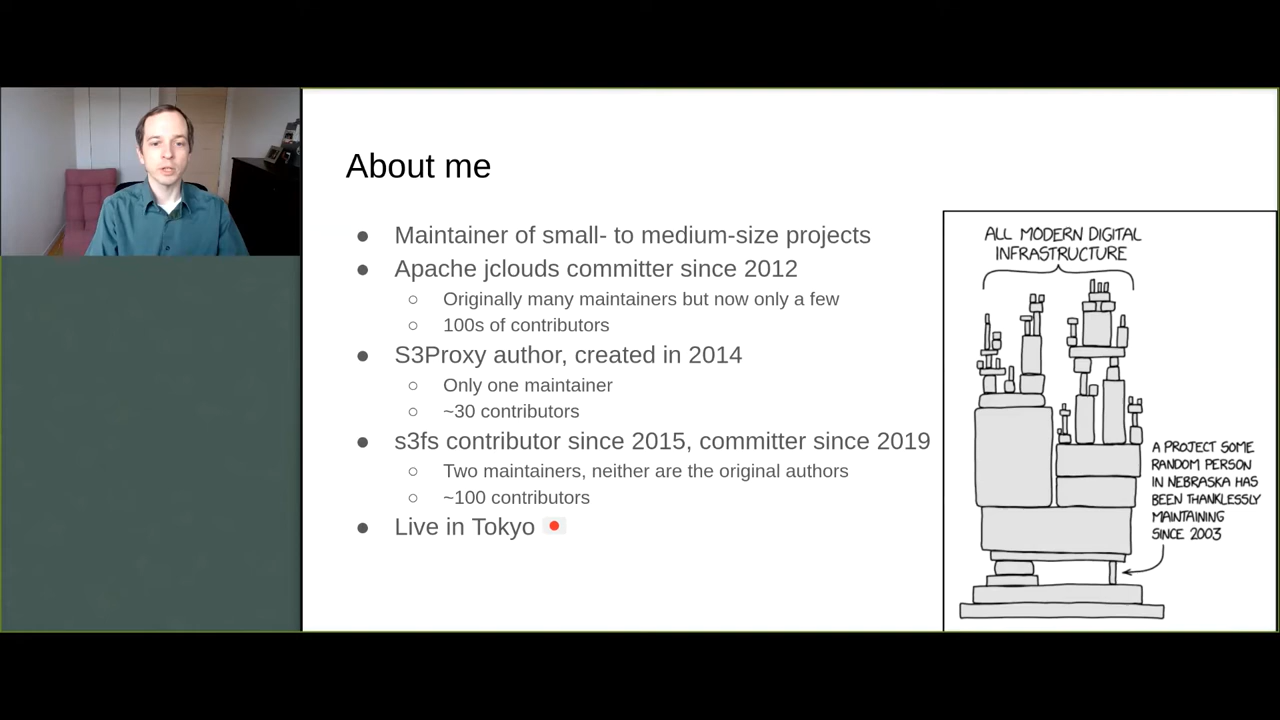 About me
● Maintainer of small- to medium-size projects
● Apache jclouds committer since 2012
○ Originally many maintainers but now only a few
○ 100s of contributors
● S3Proxy author, created in 2014
○ Only one maintainer
○ ~30 contributors
● s3fs contributor since 2015, committer since 2019
○ Two maintainers, neither are the original authors
○ ~100 contributors
● Live in Tokyo 🇯🇵
ALL MODERN DIGITAL
INFRASTRUCTURE
A PROJECT SOME
RANDOM PERSON
IN NEBRASKA HAS
BEEN THANKLESSLY
MAINTAINING
SINCE 2003